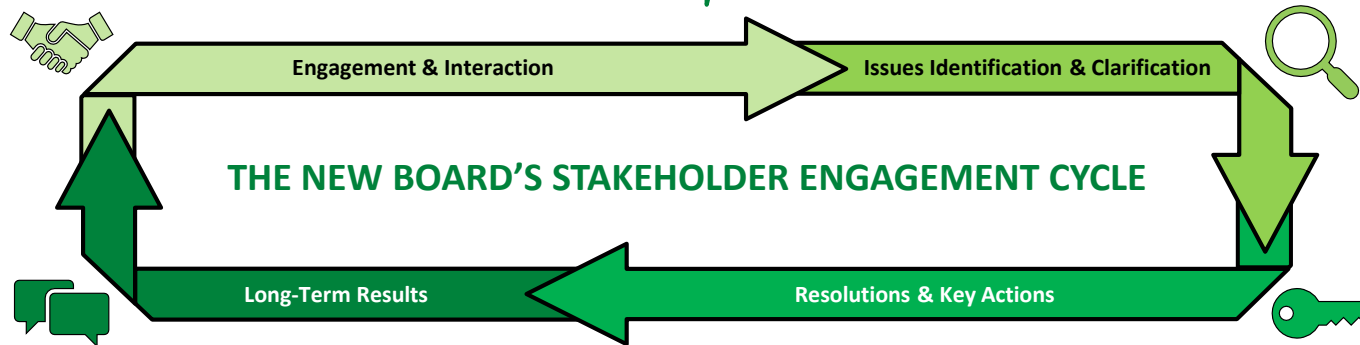 Engagement & Interaction
Issues Identification & Clarification
THE NEW BOARD’S STAKEHOLDER ENGAGEMENT CYCLE
Long-Term Results
Resolutions & Key Actions